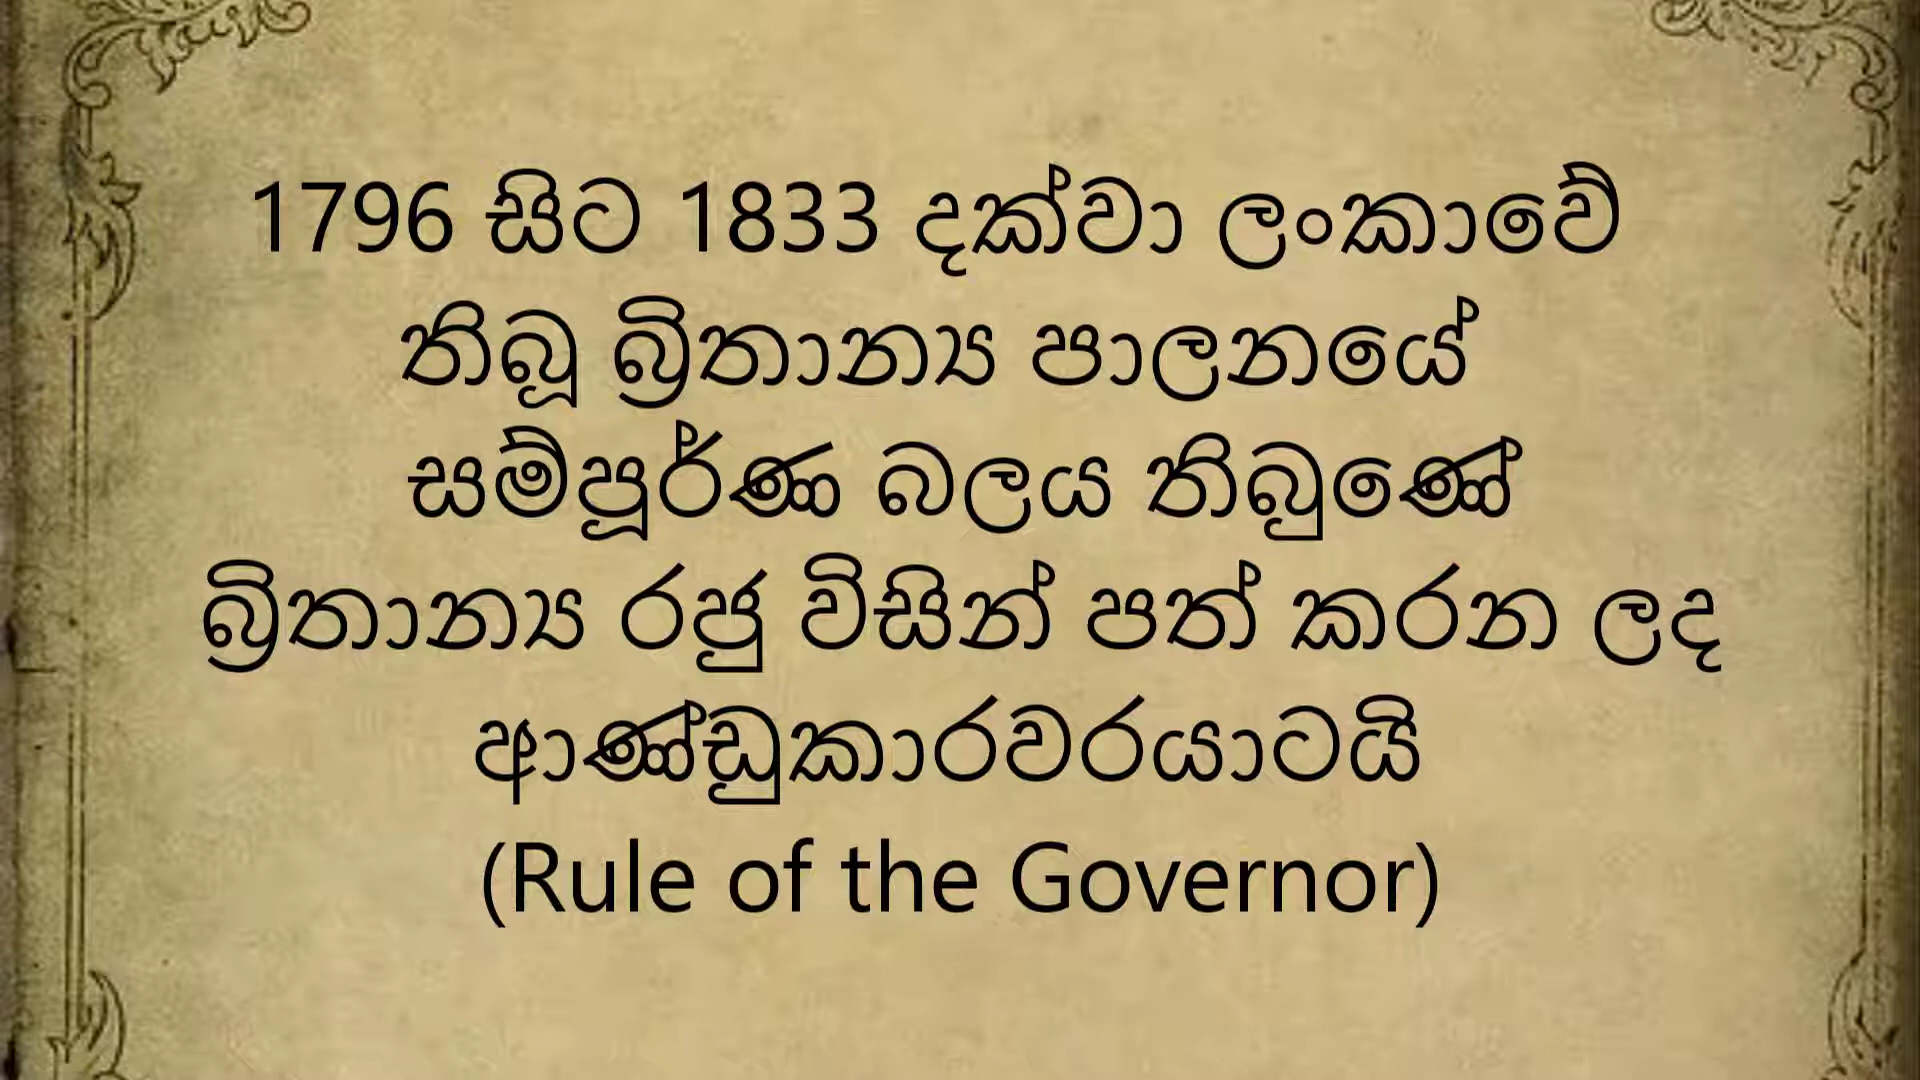 1796 සිට 1833 දක්වා ලංකාවේ
තිබූ බ්‍රිතාන්‍ය පාලනයේ
සම්පූර්ණ බලය තිබුණේ
බ්‍රිතාන්‍ය රජු විසින් පත් කරන ලද
ආණ්ඩුකාරවරයාටයි
(Rule of the Governor)